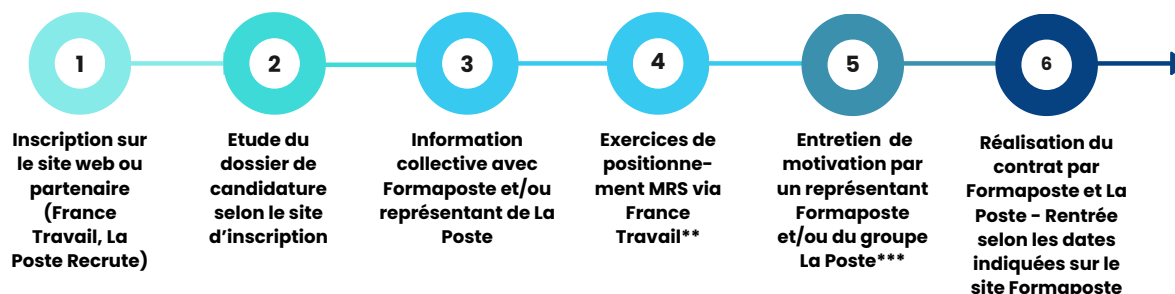 1
Inscription sur
le site web ou
partenaire
(France
Travail, La
Poste Recrute)
2
Etude du
dossier de
candidature
selon le site
d'inscription
3
Information
collective avec
Formaposte et/ou
représentant de La
Poste
4
Exercices de
positionne-
ment MRS via
France
Travail**
5
Entretien de
motivation par
un représentant
Formaposte
et/ou du groupe
La Poste***
6
Réalisation du
contrat par
Formaposte et La
Poste - Rentrée
selon les dates
indiquées sur le
site Formaposte